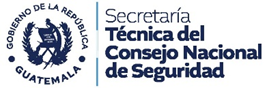 GOBIERNO DE LA REPÚBLICA
GUATEMALA
Secretaría
Técnica del
Consejo Nacional
de Seguridad